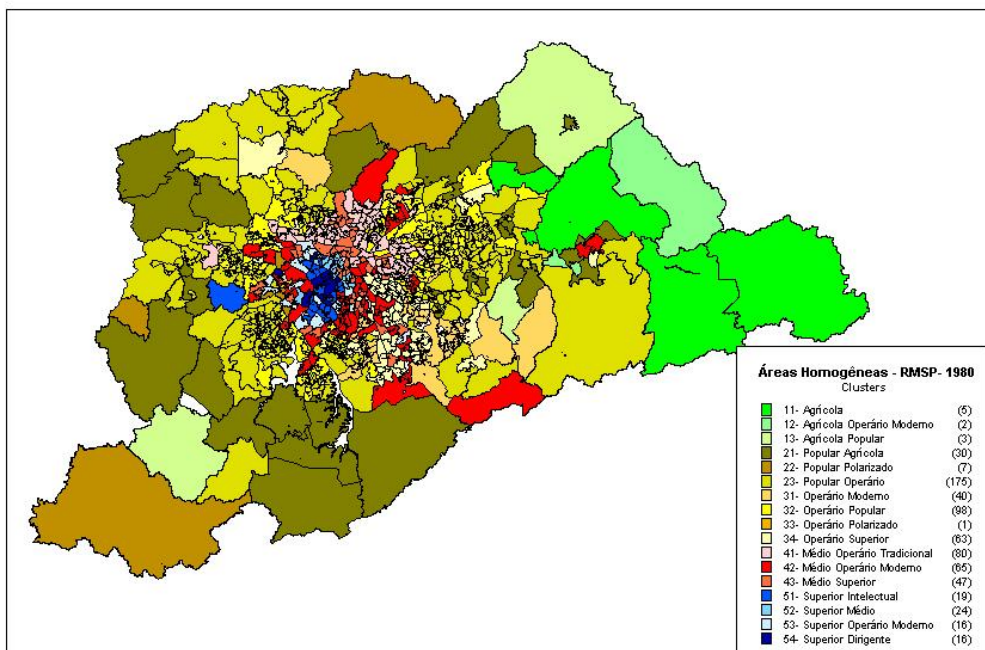 Áreas Homogêneas - RMSP- 1980
Clusters
11- Agrícola (5)
12- Agrícola Operário Moderno (2)
13- Agrícola Popular (3)
21- Popular Agrícola (30)
22- Popular Polarizado (7)
23- Popular Operário (175)
31- Operário Moderno (40)
32- Operário Popular (98)
33- Operário Polarizado (1)
34- Operário Superior (63)
41- Médio Operário Tradicional (80)
42- Médio Operário Moderno (65)
43- Médio Superior (47)
51- Superior Intelectual (19)
52- Superior Médio (24)
53- Superior Operário Moderno (16)
54- Superior Dirigente (16)